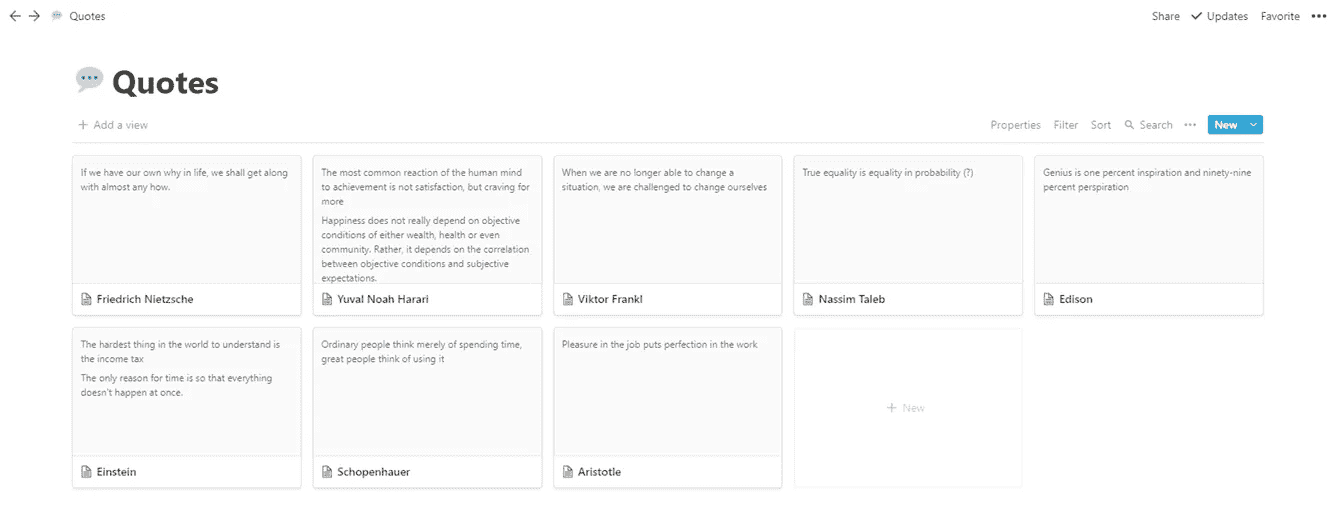 Quotes
Share
Updates
Favorite
Quotes
Add a view
Properties
Filter
Sort
Search
New
If we have our own why in life, we shall get along
with almost any how.
Friedrich Nietzsche
The most common reaction of the human mind
to achievement is not satisfaction, but craving for
more
Happiness does not really depend on objective
conditions of either wealth, health or even
community. Rather, it depends on the correlation
between objective conditions and subjective
expectations.
Yuval Noah Harari
When we are no longer able to change a
situation, we are challenged to change ourselves
Viktor Frankl
True equality is equality in probability (?)
Nassim Taleb
Genius is one percent inspiration and ninety-nine
percent perspiration
Edison
The hardest thing in the world to understand is
the income tax
The only reason for time is so that everything
doesn't happen at once.
Einstein
Ordinary people think merely of spending time,
great people think of using it
Schopenhauer
Pleasure in the job puts perfection in the work
Aristotle
New